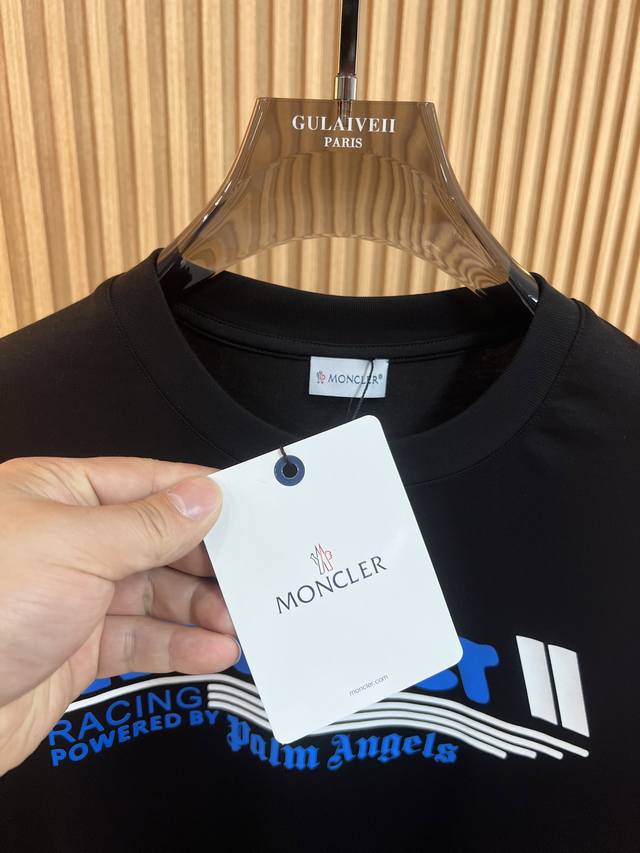 GULAIVEII
PARIS
MONCLER®
MONCLER
moncler.com
RACING
POWERED BY Palm Angels